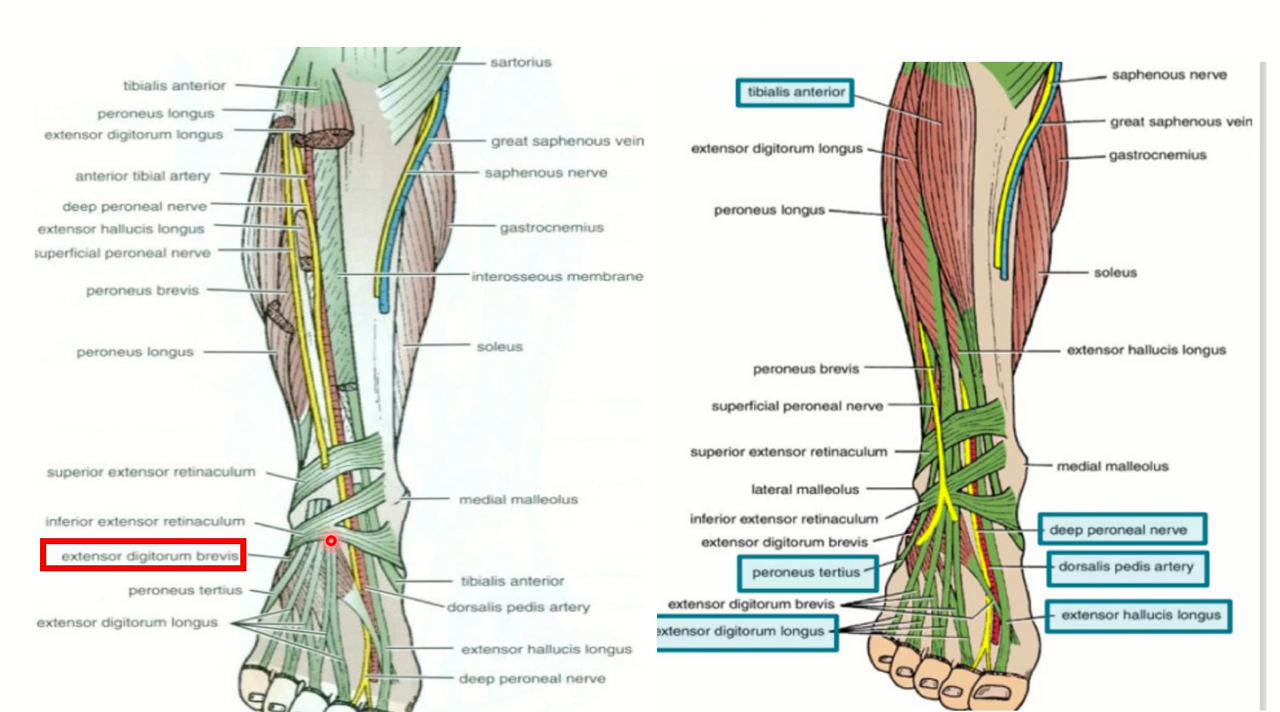 sartorius
tibialis anterior
peroneus longus
extensor digitorum longus
great saphenous vein
anterior tibial artery
saphenous nerve
deep peroneal nerve
extensor hallucis longus
gastrocnemius
superficial peroneal nerve
interosseous membrane
peroneus brevis
peroneus longus
soleus
superior extensor retinaculum
medial malleolus
inferior extensor retinaculum
extensor digitorum brevis
tibialis anterior
peroneus tertius
dorsalis pedis artery
extensor digitorum longus
extensor hallucis longus
deep peroneal nerve
saphenous nerve
tibialis anterior
great saphenous vein
extensor digitorum longus
gastrocnemius
peroneus longus
soleus
extensor hallucis longus
peroneus brevis
superficial peroneal nerve
superior extensor retinaculum
medial malleolus
lateral malleolus
inferior extensor retinaculum
deep peroneal nerve
extensor digitorum brevis
peroneus tertius
dorsalis pedis artery
extensor digitorum brevis
extensor hallucis longus
extensor digitorum longus